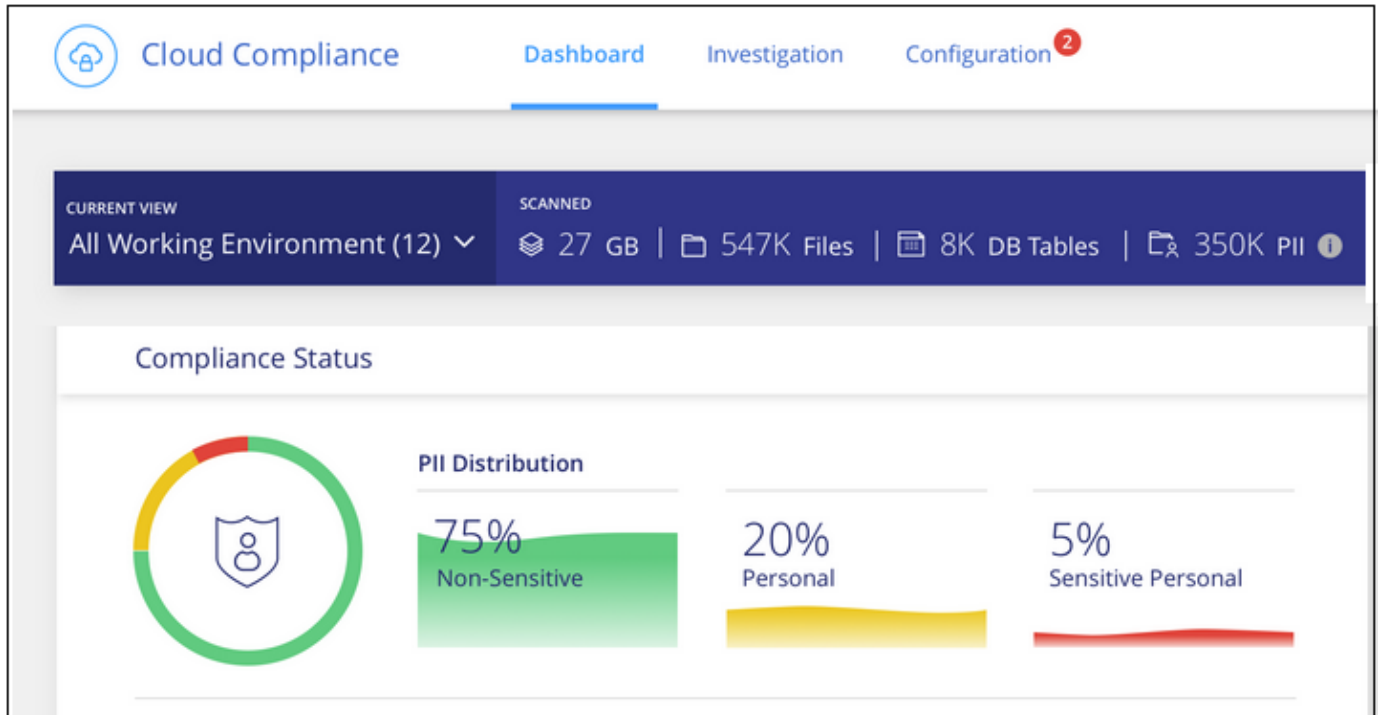 Cloud Compliance Dashboard Investigation Configuration 2
CURRENT VIEW
All Working Environment (12)
SCANNED
27 GB | 547K Files | 8K DB Tables | 350K PII i
Compliance Status
PII Distribution
75% 20% 5%
Non-Sensitive Personal Sensitive Personal